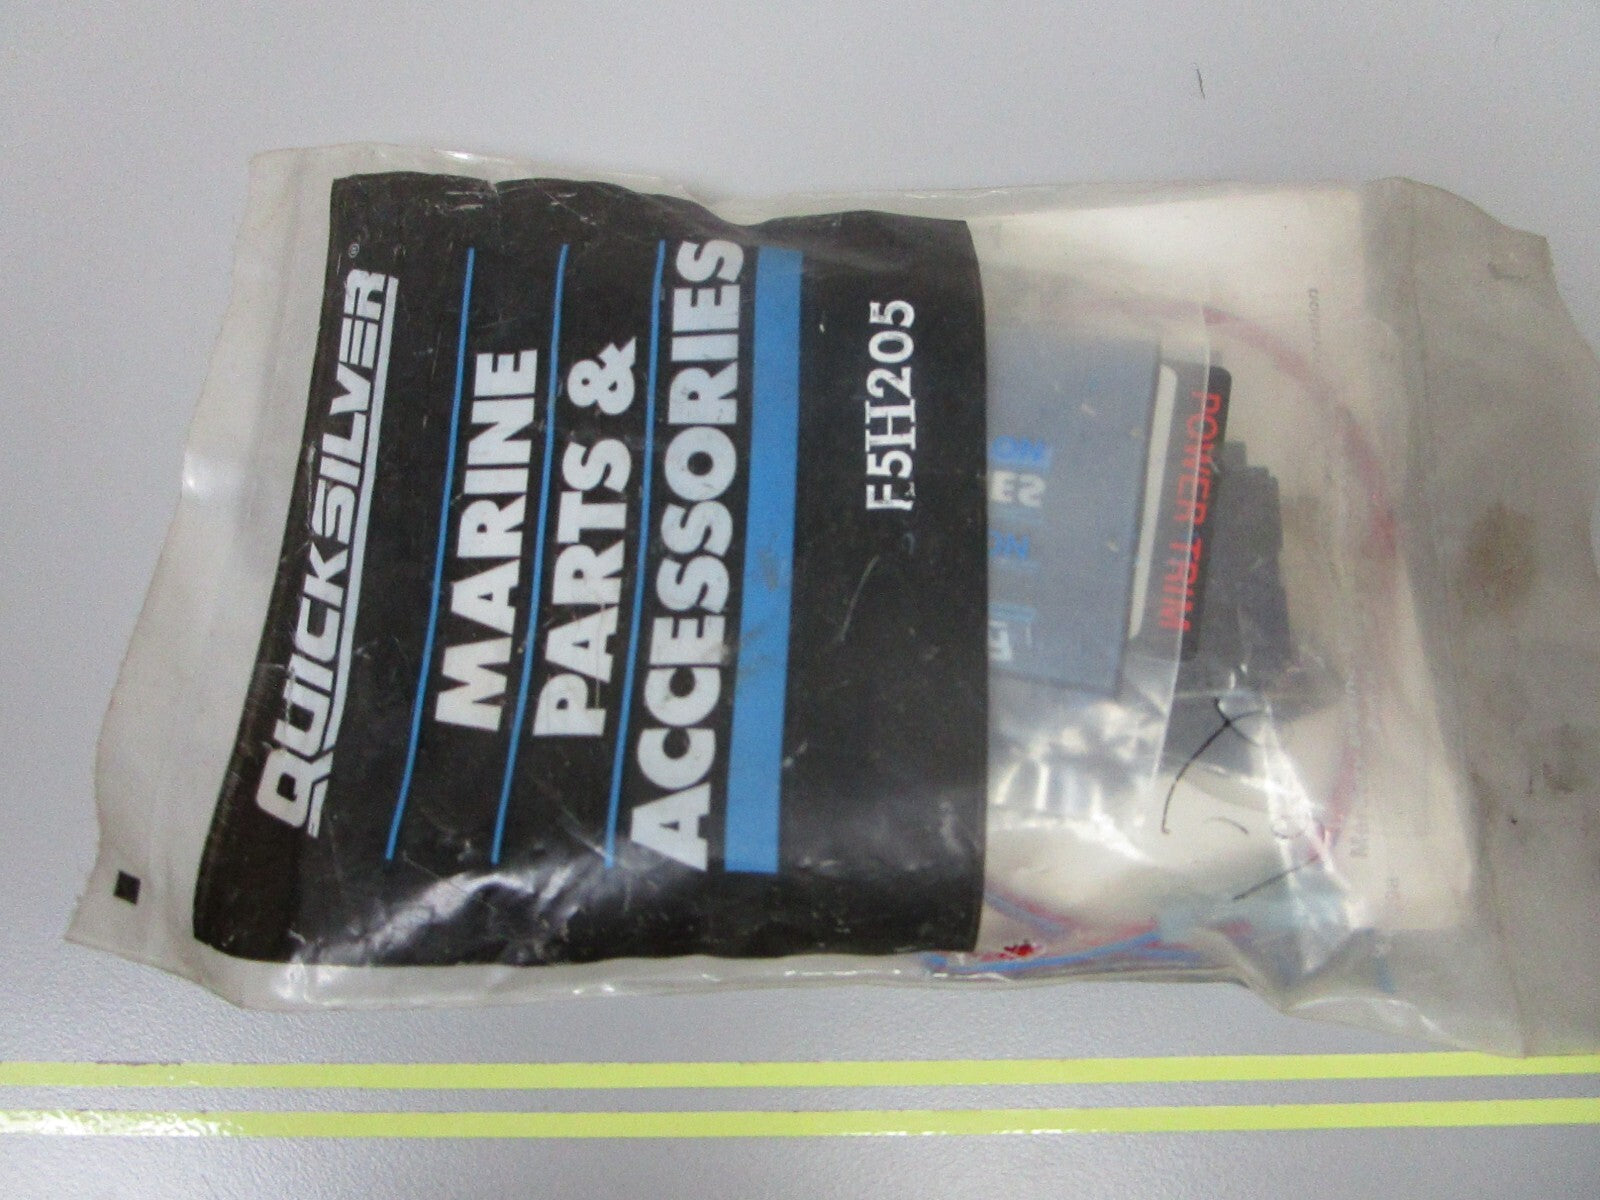 QUICKSILVER®
MARINE
PARTS &
ACCESSORIES
F5H205
POWER TRIM